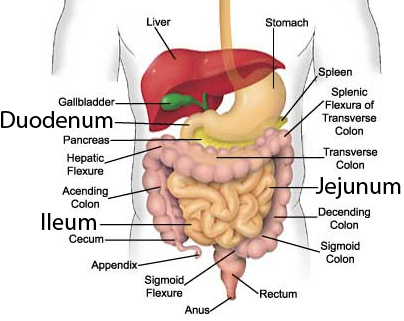 Liver
Stomach
Spleen
Gallbladder
Splenic
Flexura of
Transverse
Colon
Duodenum
Pancreas
Hepatic
Flexure
Transverse
Colon
Jejunum
Acending
Colon
Decending
Colon
Ileum
Cecum
Sigmoid
Colon
Appendix
Sigmoid
Flexure
Rectum
Anus